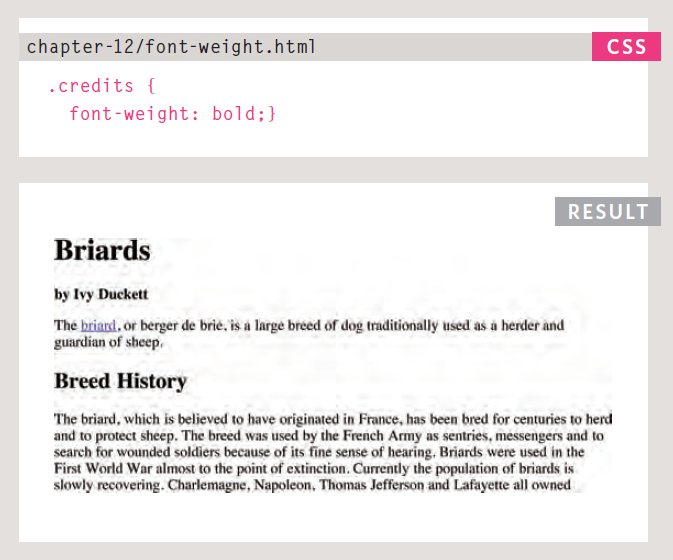 chapter-12/font-weight.html
CSS
.credits {
font-weight: bold;}
RESULT
Briards
by Ivy Duckett
The briard, or berger de brie, is a large breed of dog traditionally used as a herder and
guardian of sheep.
Breed History
The briard, which is believed to have originated in France, has been bred for centuries to herd
and to protect sheep. The breed was used by the French Army as sentries, messengers and to
search for wounded soldiers because of its fine sense of hearing. Briards were used in the
First World War almost to the point of extinction. Currently the population of briards is
slowly recovering. Charlemagne, Napoleon, Thomas Jefferson and Lafayette all owned